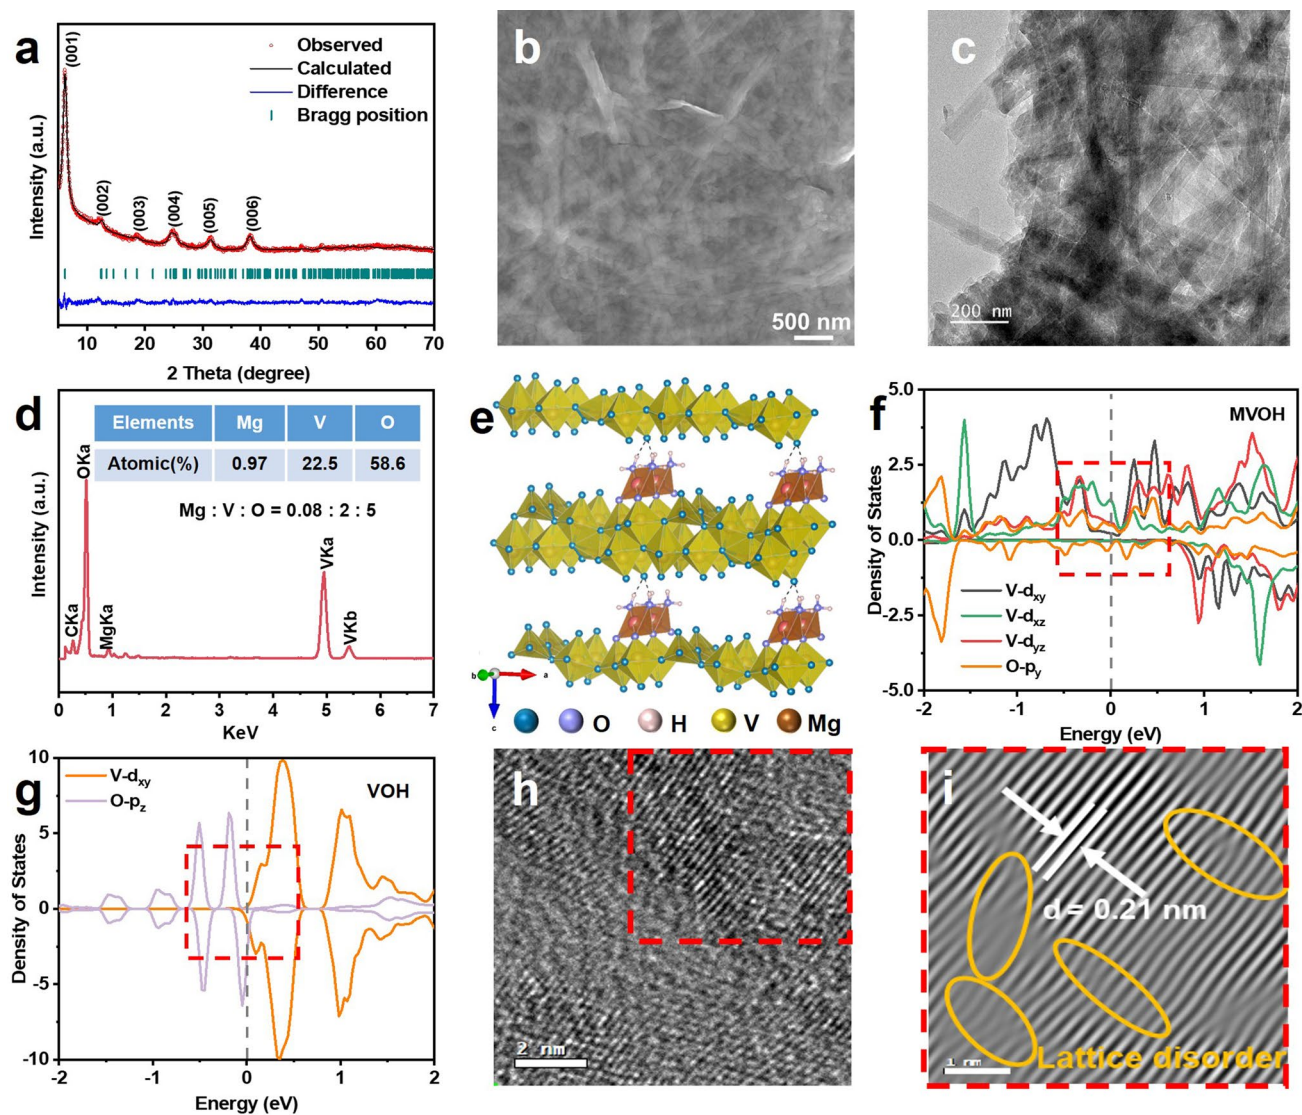 a
(001)
(002)
(003)
(004)
(005)
(006)
Observed
Calculated
Difference
Bragg position
Intensity (a.u.)
10 20 30 40 50 60 70
2 Theta (degree)
b
500 nm
c
200 nm
d
Elements Mg V O
Atomic(%) 0.97 22.5 58.6
Mg : V : O = 0.08 : 2 : 5
CKa
OKa
MgKa
VKa
VKb
Intensity (a.u.)
0 1 2 3 4 5 6 7
KeV
e
b
a
c
O H V Mg
f
MVOH
5.0
2.5
0.0
-2.5
-5.0
Density of States
V-dxy
V-dxz
V-dyz
O-py
-2 -1 0 1 2
Energy (eV)
g
V-dxy
O-pz
VOH
10
5
0
-5
-10
Density of States
-2 -1 0 1 2
Energy (eV)
h
2 nm
i
d = 0.21 nm
Lattice disorder
1 nm